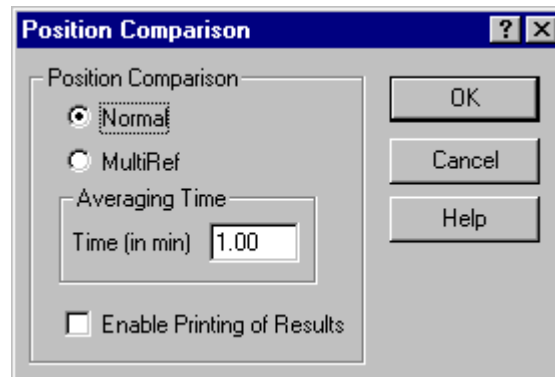 Position Comparison
Position Comparison
Normal
MultiRef
Averaging Time
Time (in min) 1.00
Enable Printing of Results
OK
Cancel
Help